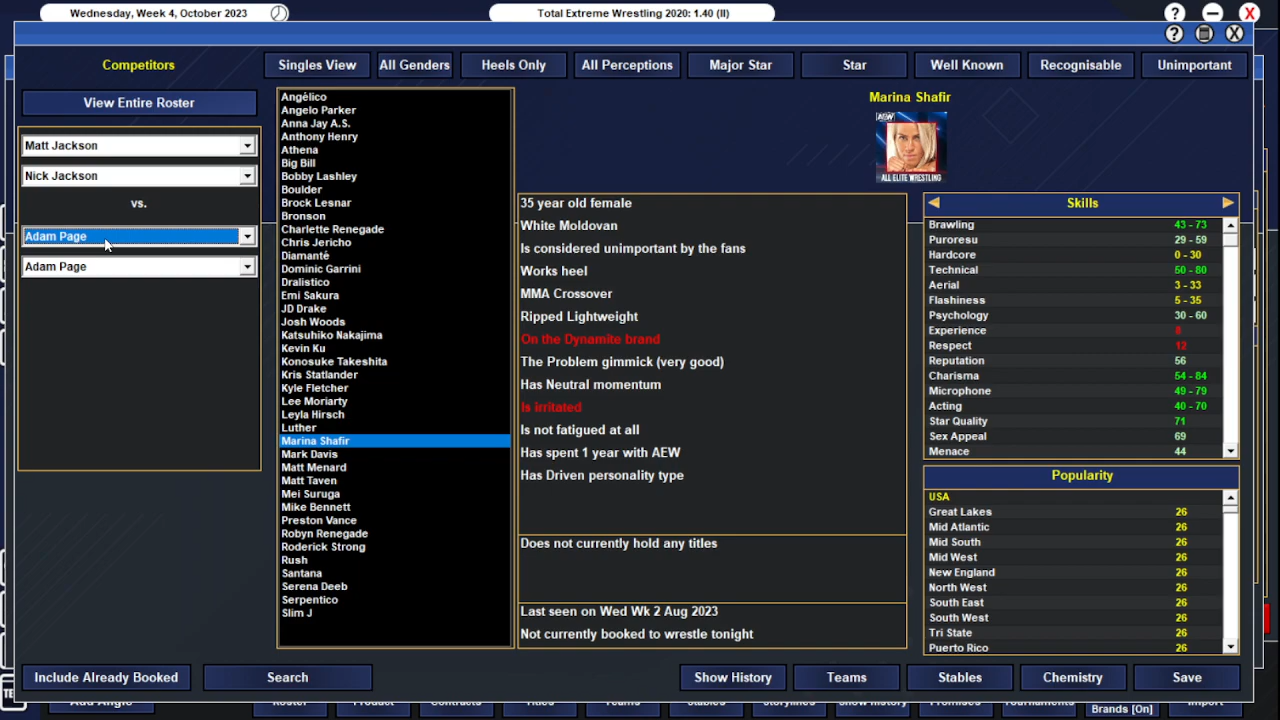 Wednesday, Week 4, October 2023
Total Extreme Wrestling 2020: 1.40 (II)
? X
? X
Competitors
Singles View
All Genders
Heels Only
All Perceptions
Major Star
Star
Well Known
Recognisable
Unimportant
View Entire Roster
Matt Jackson
Nick Jackson
vs.
Adam Page
Adam Page
Angélico
Angelo Parker
Anna Jay A.S.
Anthony Henry
Athena
Big Bill
Bobby Lashley
Boulder
Brock Lesnar
Bronson
Charlette Renegade
Chris Jericho
Diamanté
Dominic Garrini
Dralistico
Emi Sakura
JD Drake
Josh Woods
Katsuhiko Nakajima
Kevin Ku
Konosuke Takeshita
Kris Statlander
Kyle Fletcher
Lee Moriarty
Leyla Hirsch
Luther
Marina Shafir
Mark Davis
Matt Menard
Matt Taven
Mei Suruga
Mike Bennett
Preston Vance
Robyn Renegade
Roderick Strong
Rush
Santana
Serena Deeb
Serpentico
Slim J
Marina Shafir
AEW
ALL ELITE WRESTLING
35 year old female
White Moldovan
Is considered unimportant by the fans
Works heel
MMA Crossover
Ripped Lightweight
On the Dynamite brand
The Problem gimmick (very good)
Has Neutral momentum
Is irritated
Is not fatigued at all
Has spent 1 year with AEW
Has Driven personality type
Does not currently hold any titles
Last seen on Wed Wk 2 Aug 2023
Not currently booked to wrestle tonight
Skills
Brawling 43 - 73
Puroresu 29 - 59
Hardcore 0 - 30
Technical 50 - 80
Aerial 3 - 33
Flashiness 5 - 35
Psychology 30 - 60
Experience 8
Respect 12
Reputation 56
Charisma 54 - 84
Microphone 49 - 79
Acting 40 - 70
Star Quality 71
Sex Appeal 69
Menace 44
Popularity
USA
Great Lakes 26
Mid Atlantic 26
Mid South 26
Mid West 26
New England 26
North West 26
South East 26
South West 26
Tri State 26
Puerto Rico 26
Include Already Booked
Search
Show History
Teams
Stables
Chemistry
Save
Brands [On]